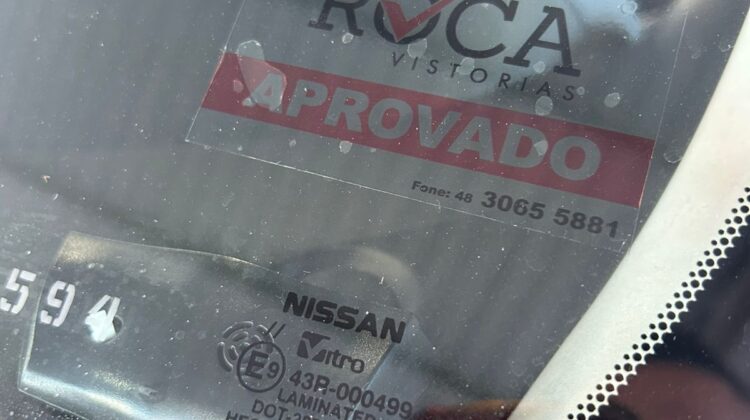 ROCA
VISTORIAS
APROVADO
Fone: 48 3065 5881
594
NISSAN
Vitro
E9
43R-000499
LAMINATED